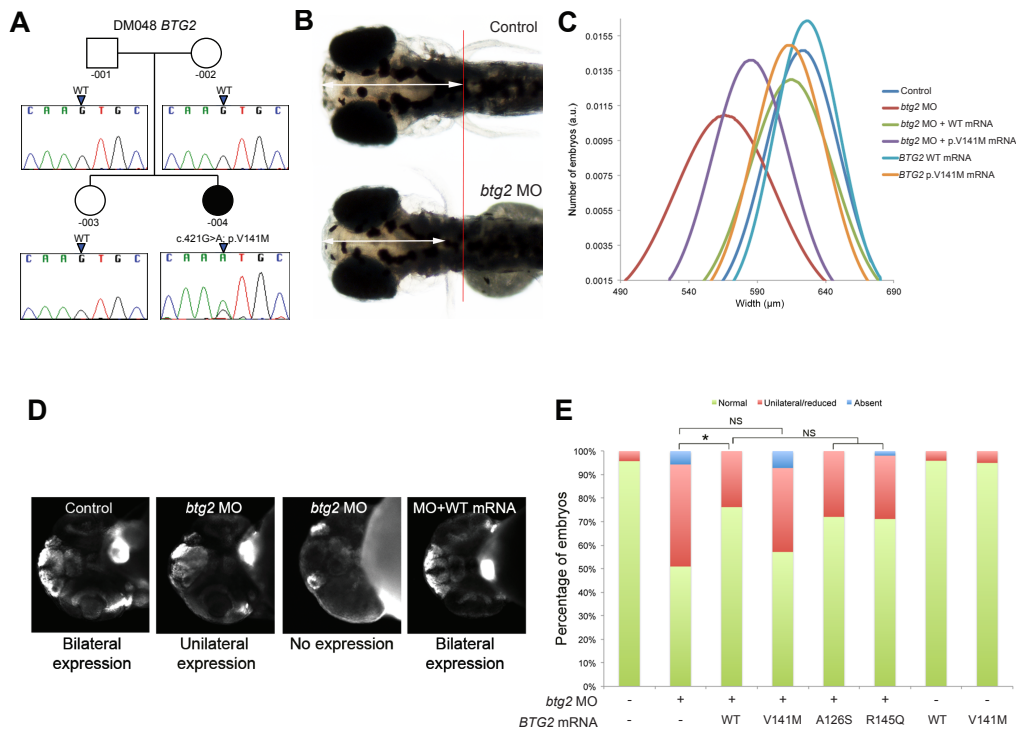 A
DM048 BTG2
-001
-002
WT
WT
C A A G T G C
C A A G T G C
-003
-004
WT
c.421G>A; p.V141M
C A A G T G C
C A A A T G C
B
Control
btg2 MO
C
Number of embryos (a.u.)
0.0155
0.0135
0.0115
0.0095
0.0075
0.0055
0.0035
0.0015
490
540
590
640
690
Width (µm)
Control
btg2 MO
btg2 MO + WT mRNA
btg2 MO + p.V141M mRNA
BTG2 WT mRNA
BTG2 p.V141M mRNA
D
Control
btg2 MO
btg2 MO
MO+WT mRNA
Bilateral expression
Unilateral expression
No expression
Bilateral expression
E
Normal
Unilateral/reduced
Absent
NS
*
NS
Percentage of embryos
100%
90%
80%
70%
60%
50%
40%
30%
20%
10%
0%
btg2 MO - + + + + + - -
BTG2 mRNA - - WT V141M A126S R145Q WT V141M